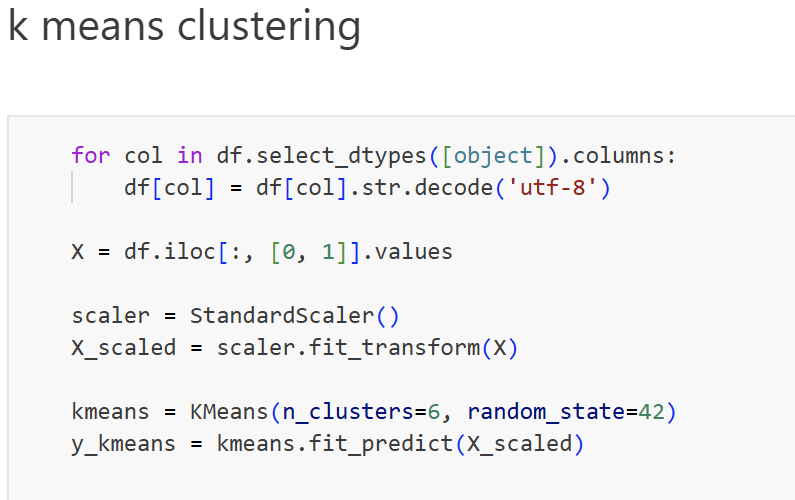 k means clustering
for col in df.select_dtypes([object]).columns:
    df[col] = df[col].str.decode('utf-8')
X = df.iloc[:, [0, 1]].values
scaler = StandardScaler()
X_scaled = scaler.fit_transform(X)
kmeans = KMeans(n_clusters=6, random_state=42)
y_kmeans = kmeans.fit_predict(X_scaled)